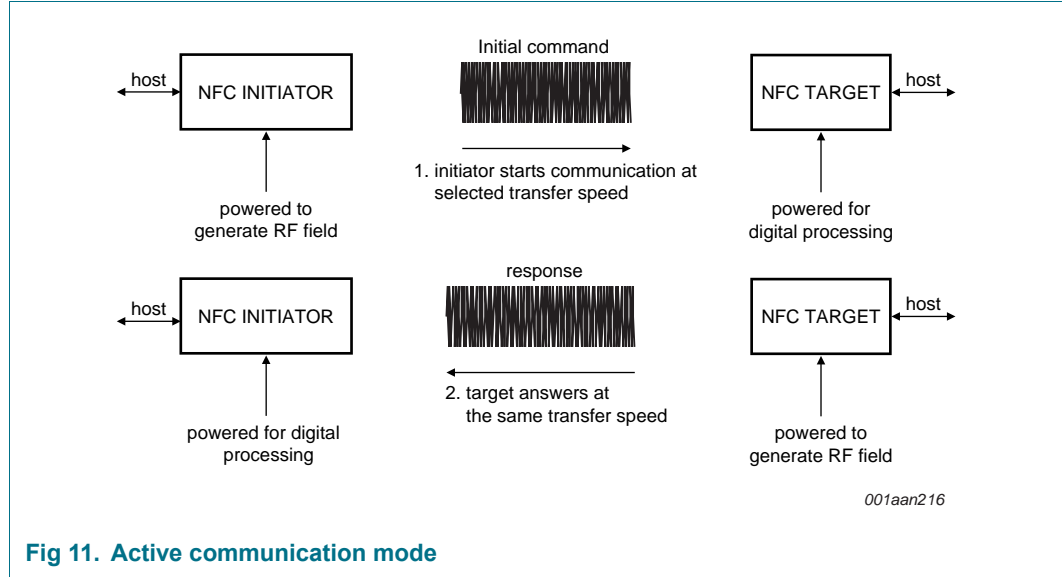 Initial command
host
NFC INITIATOR
NFC TARGET
host
1. initiator starts communication at
selected transfer speed
powered to
generate RF field
powered for
digital processing
response
host
NFC INITIATOR
NFC TARGET
host
2. target answers at
the same transfer speed
powered for digital
processing
powered to
generate RF field
001aan216
Fig 11. Active communication mode